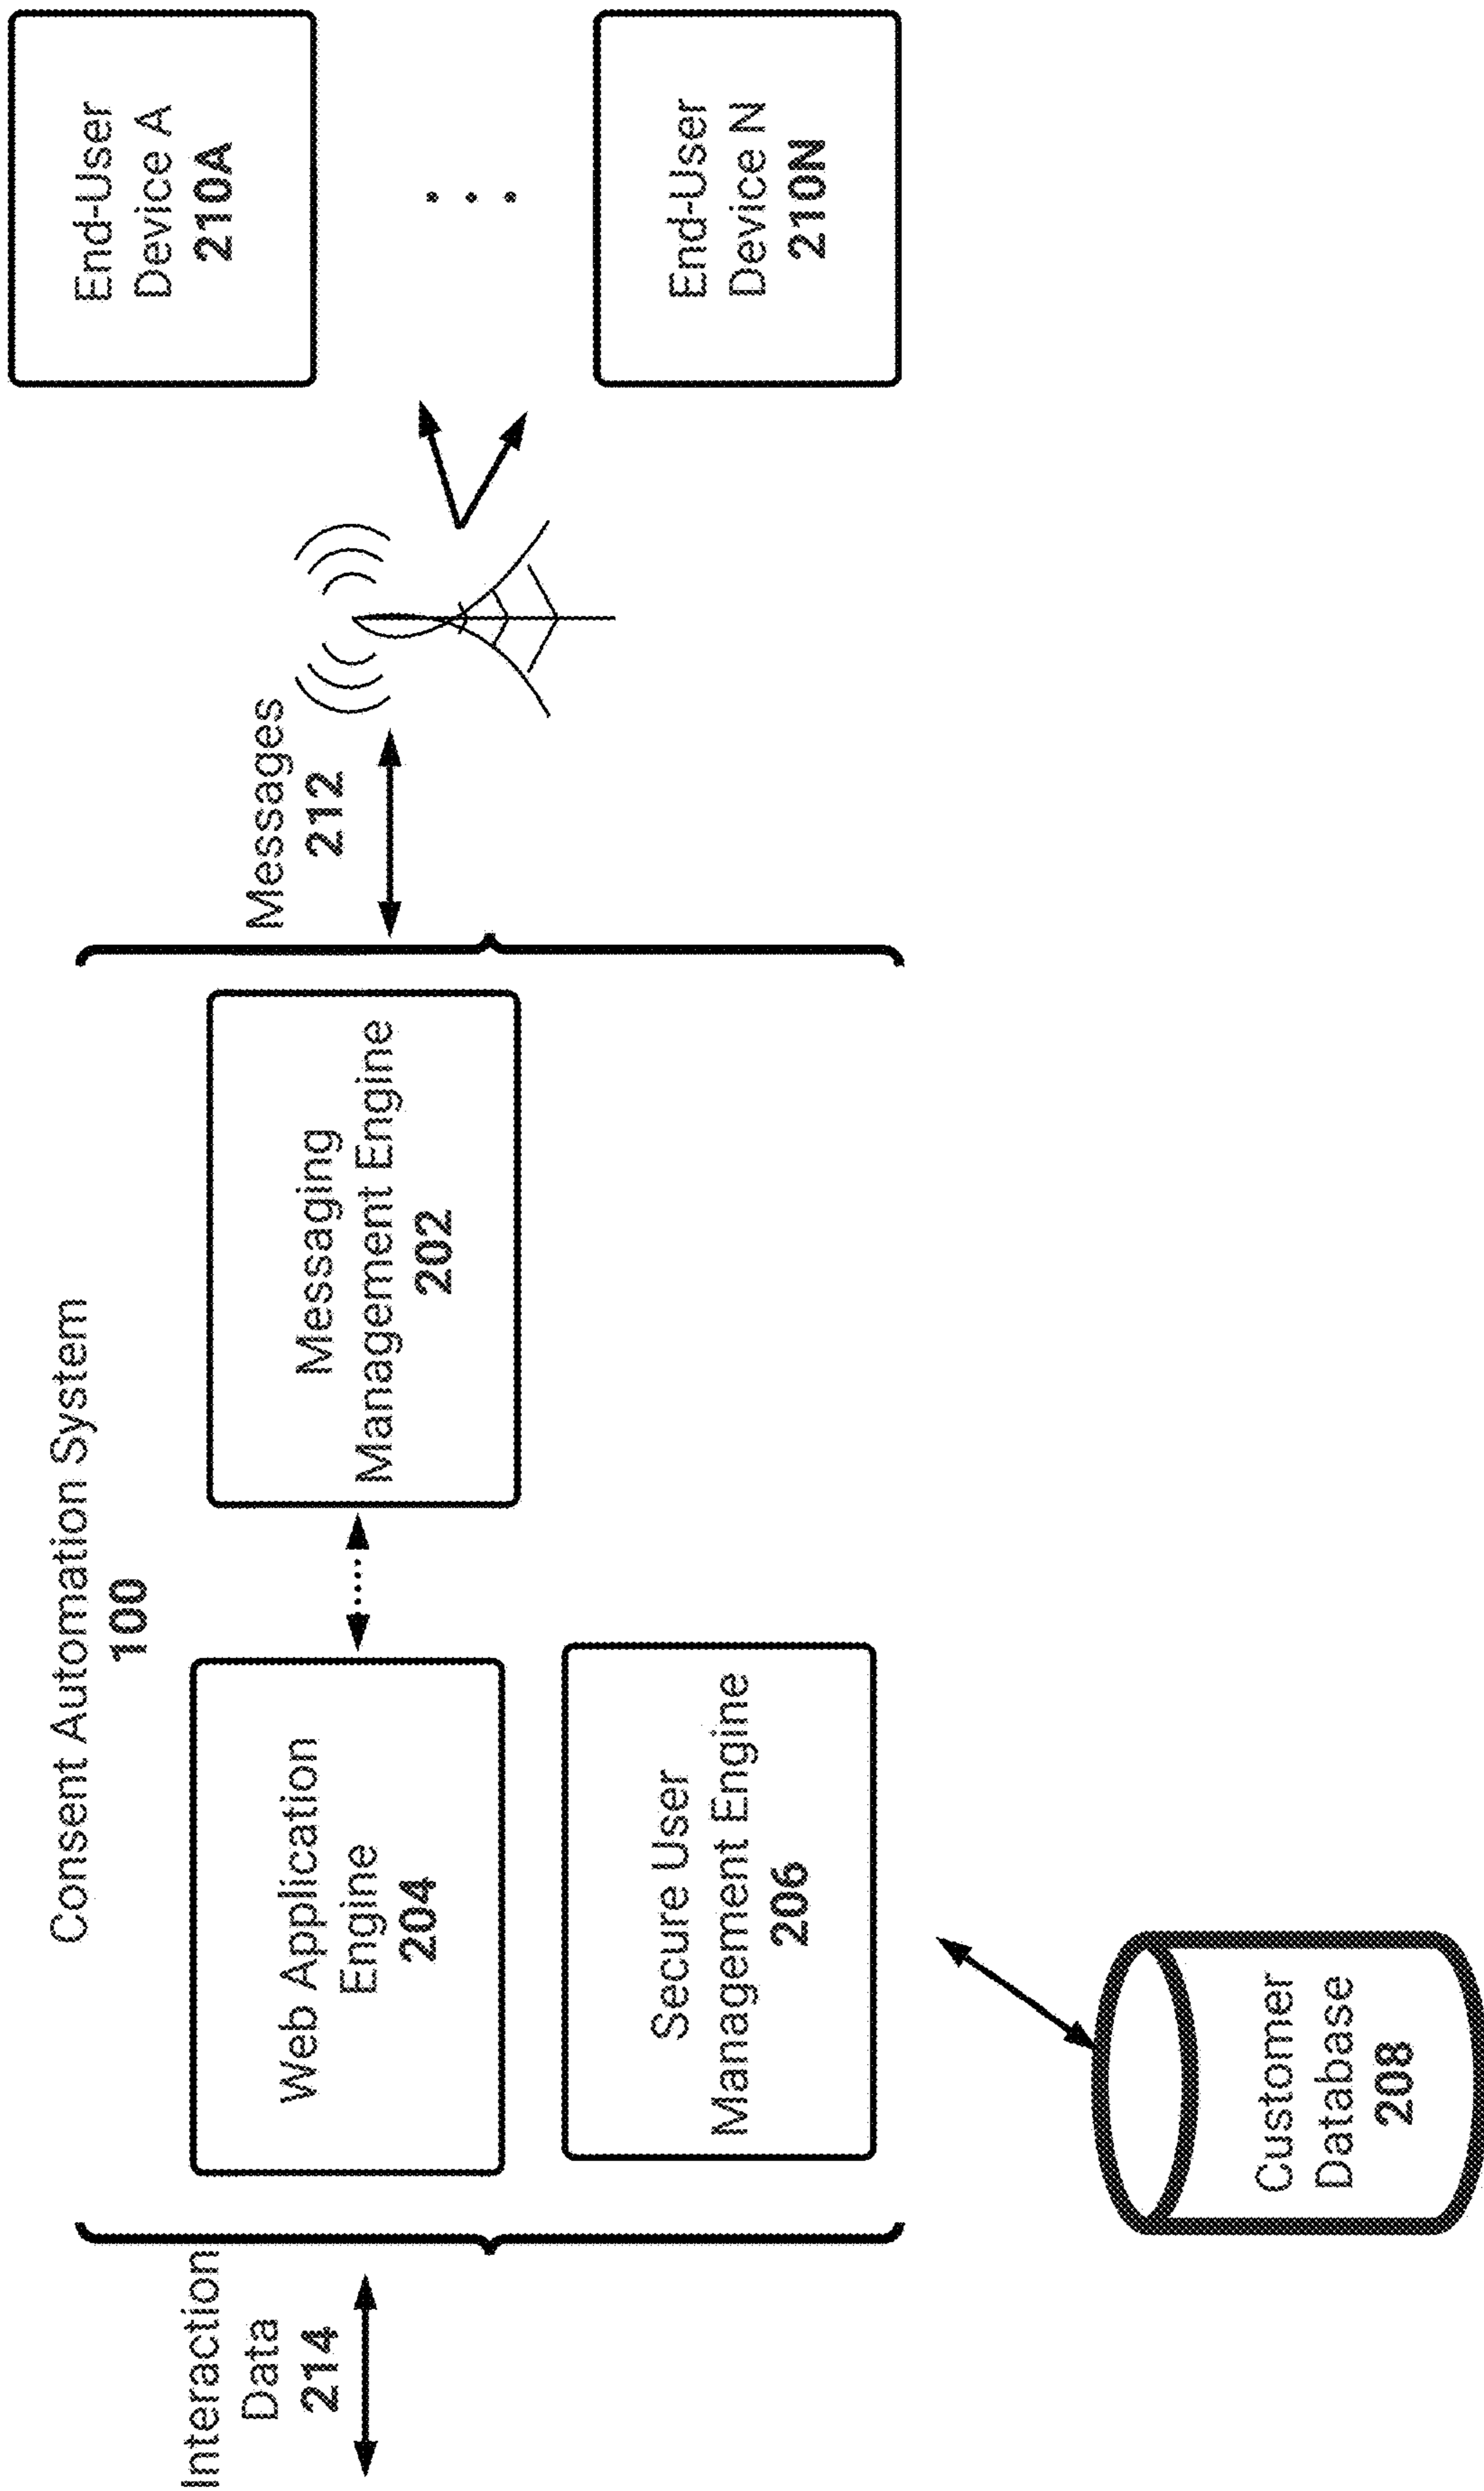 Consent Automation System
100
Interaction
Data
214
Web Application
Engine
204
Secure User
Management Engine
206
Messaging
Management Engine
202
Messages
212
End-User
Device A
210A
End-User
Device N
210N
Customer
Database
208